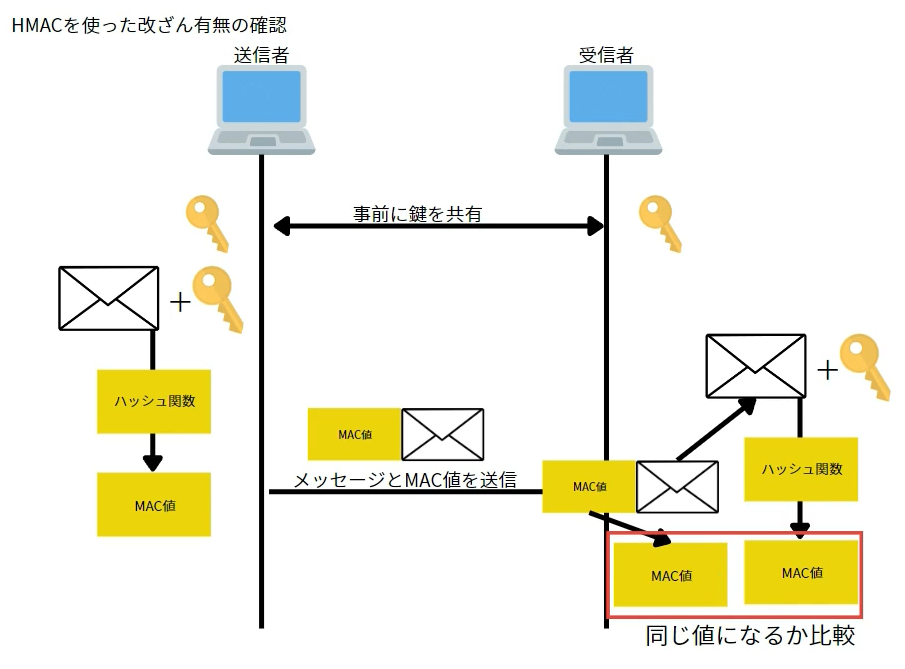 HMACを使った改ざん有無の確認
送信者
受信者
事前に鍵を共有
+
ハッシュ関数
MAC値
MAC値
メッセージとMAC値を送信
MAC値
+
ハッシュ関数
MAC値
MAC値
同じ値になるか比較